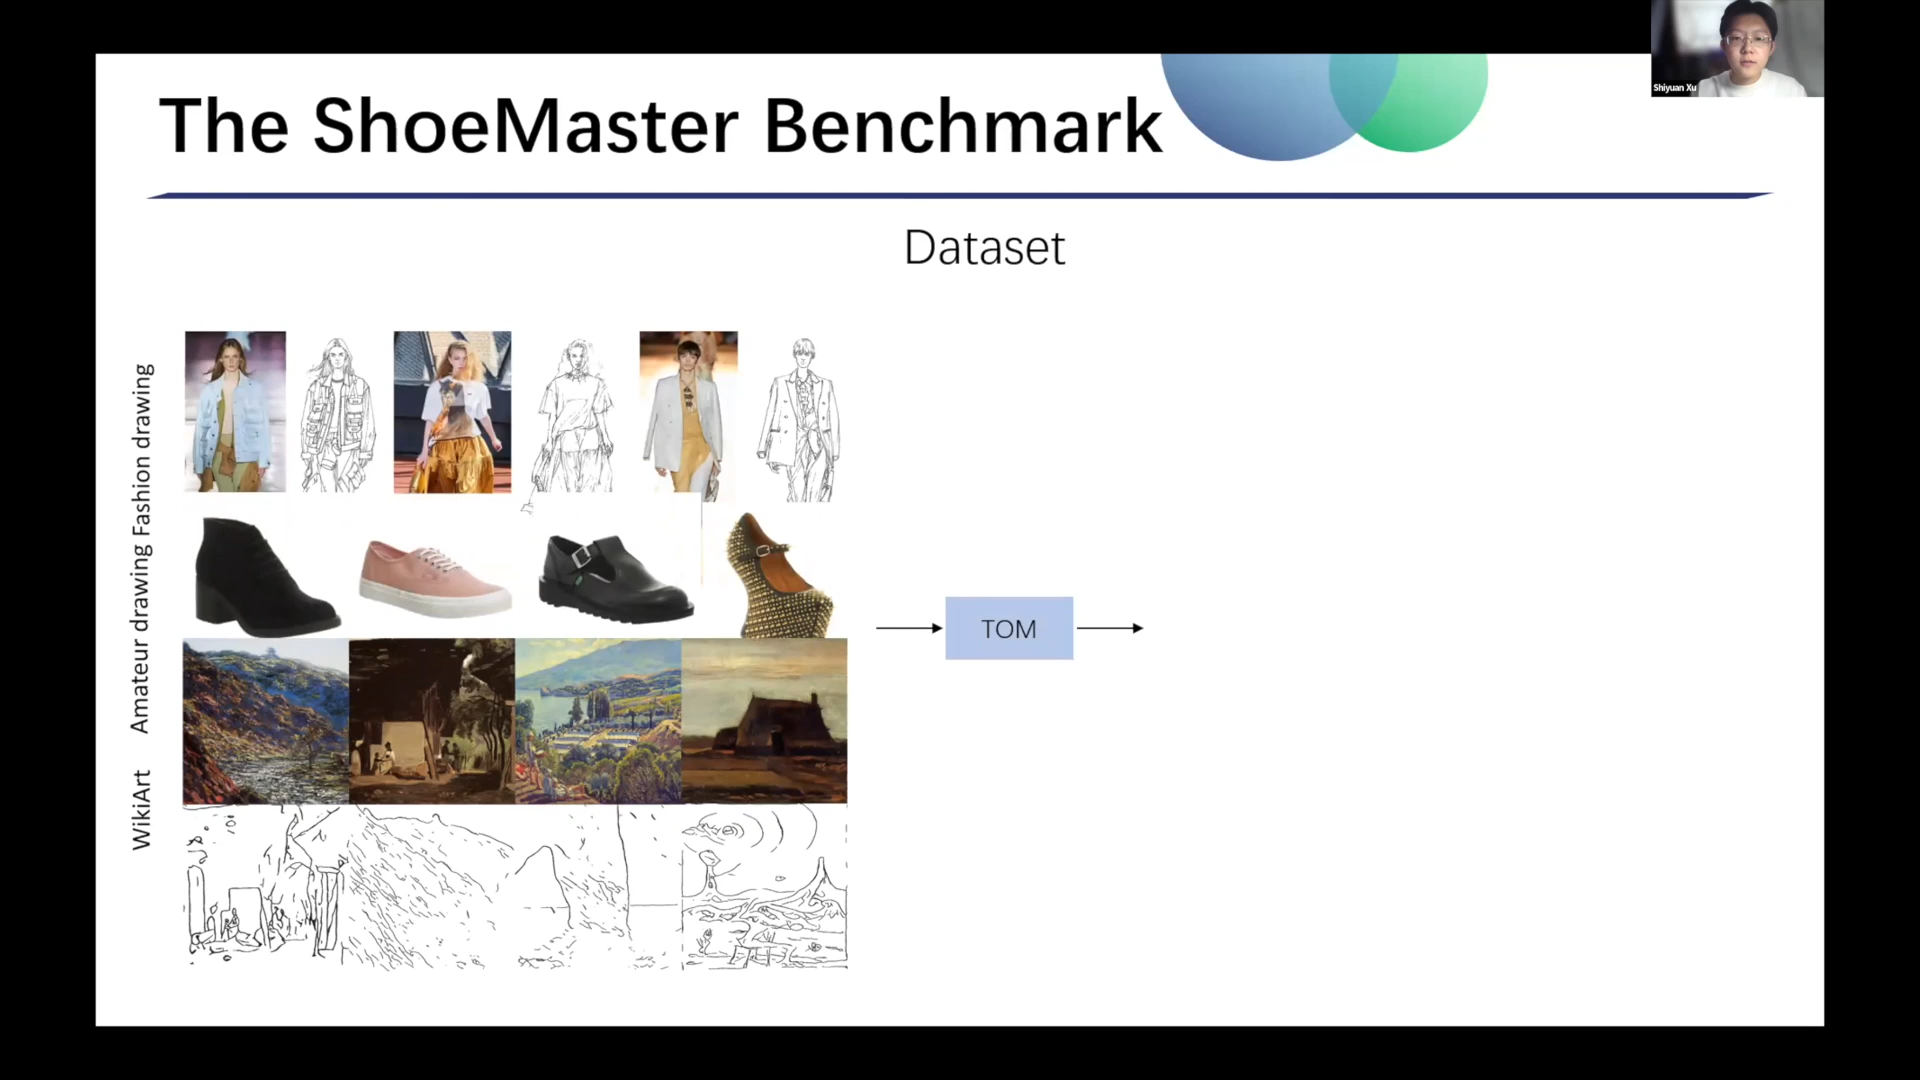 Shiyuan Xu
The ShoeMaster Benchmark
Dataset
Fashion drawing
Amateur drawing
WikiArt
TOM